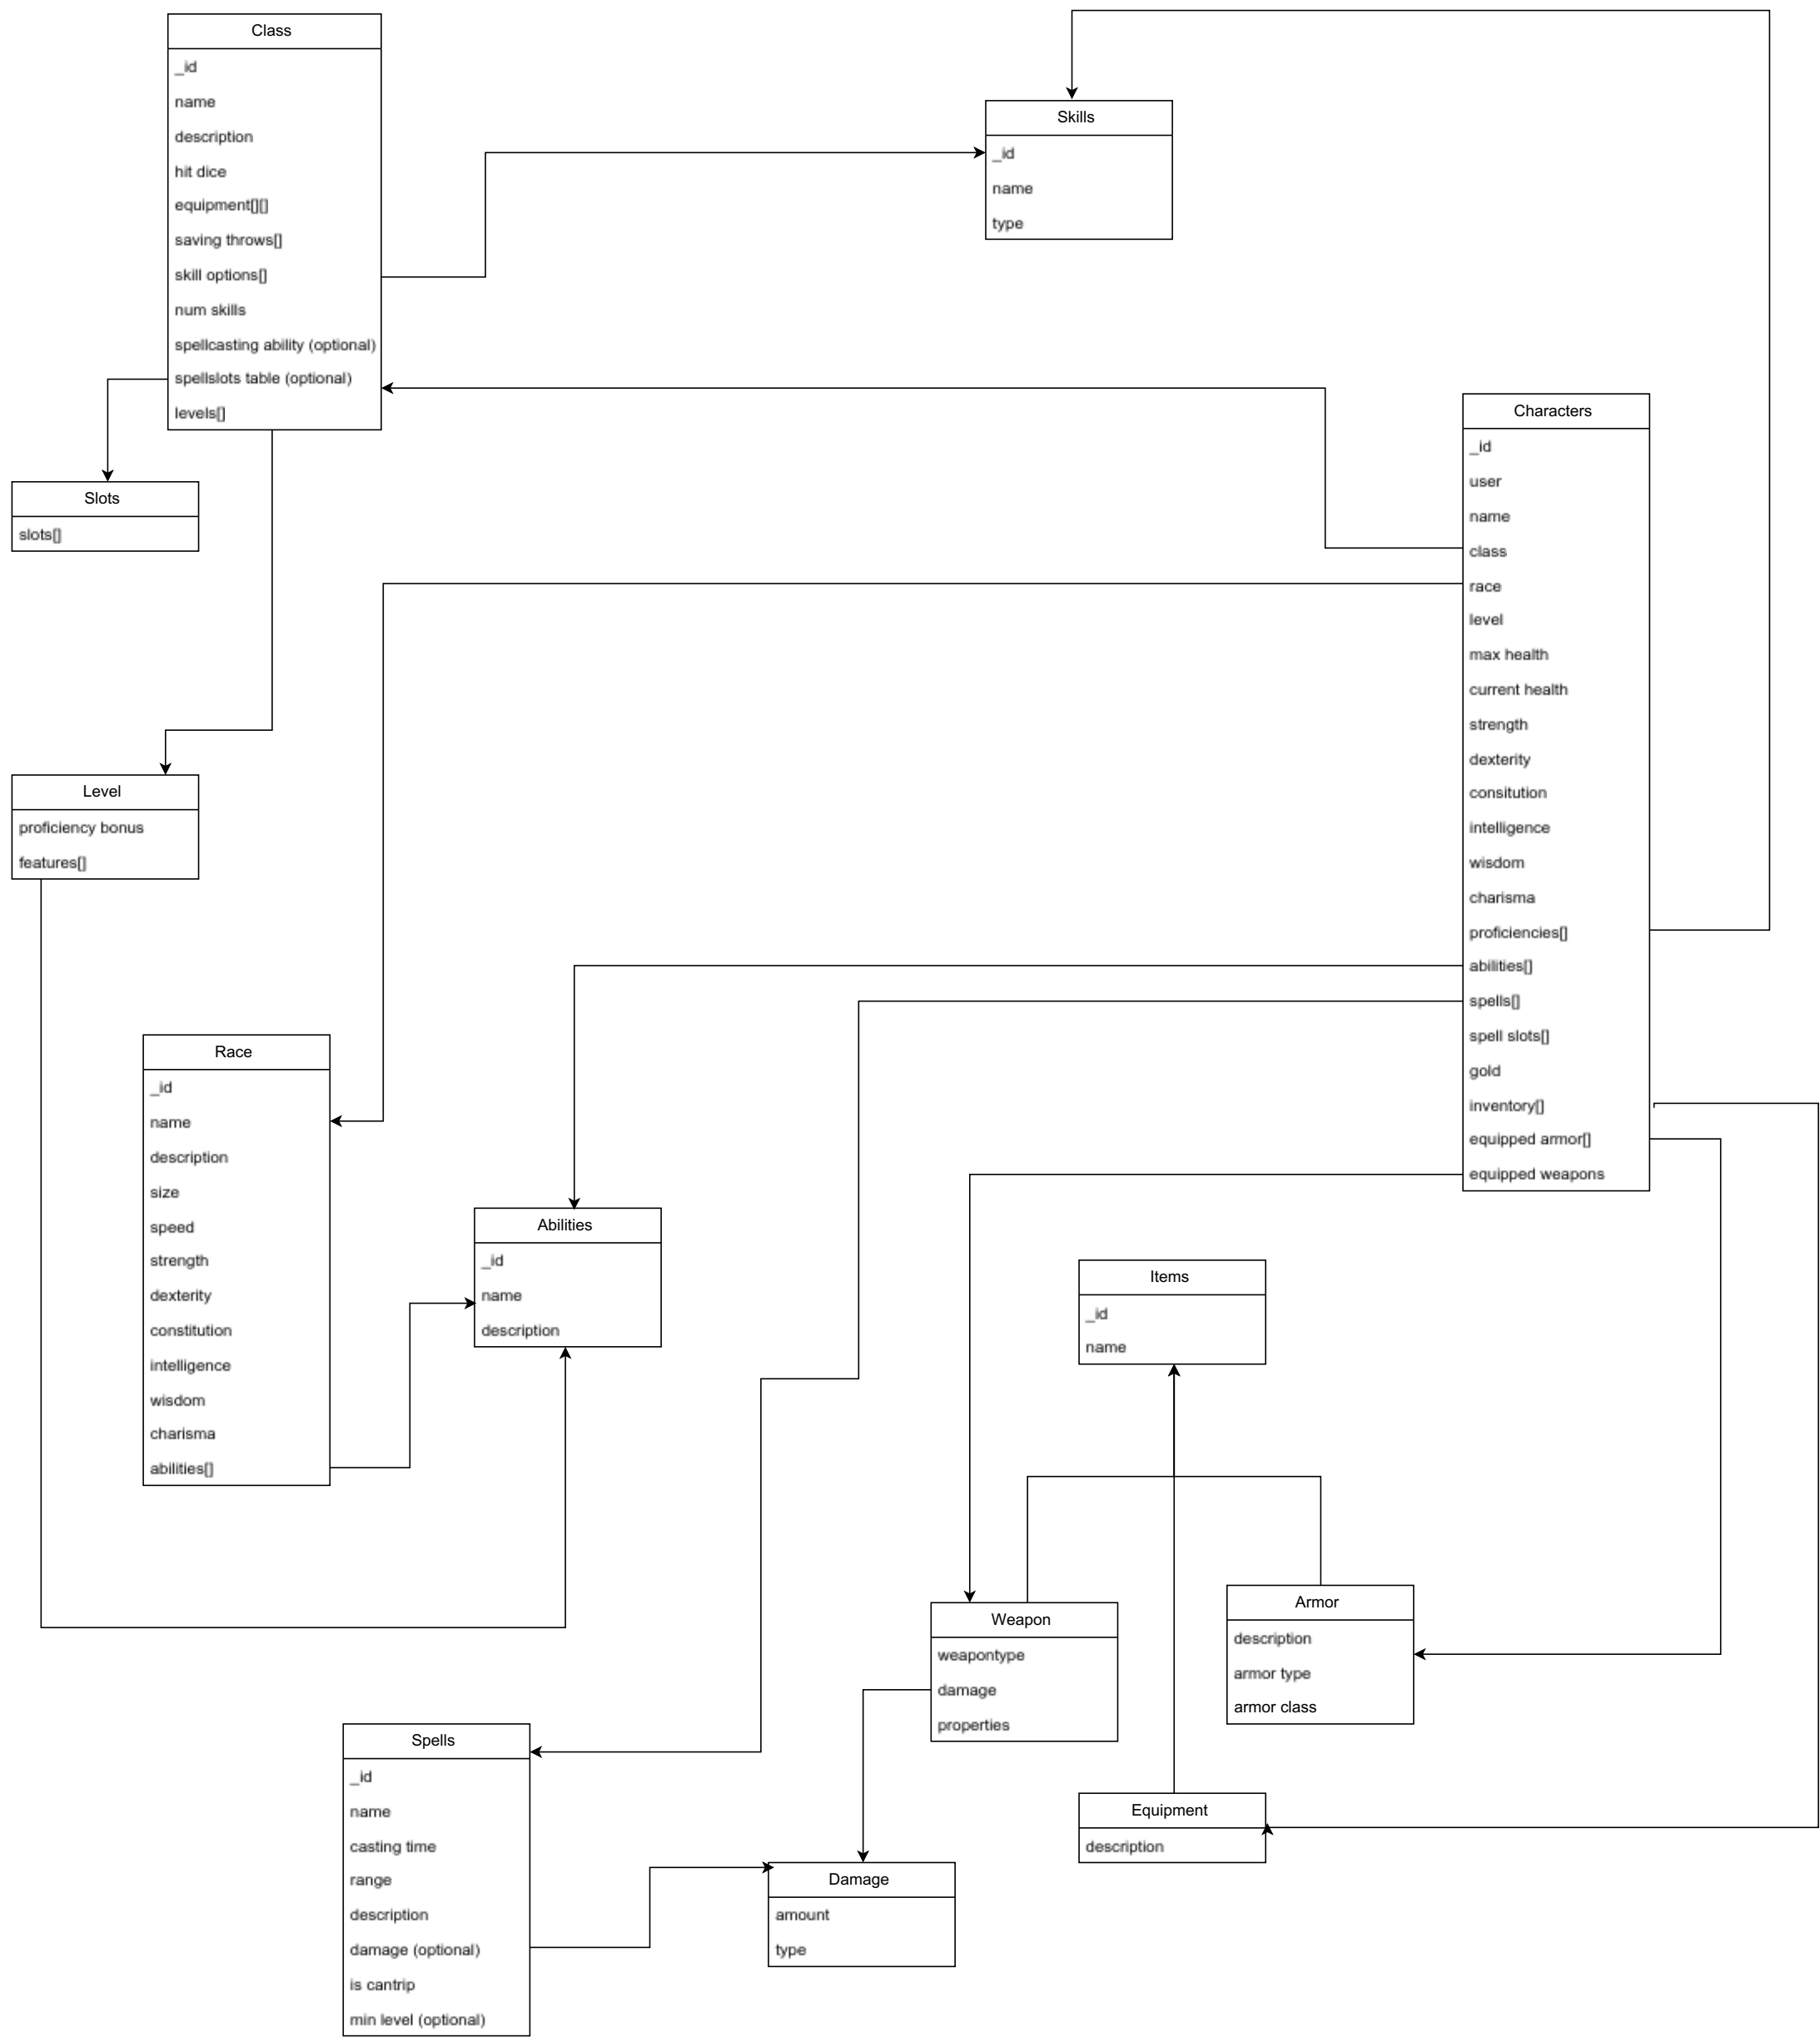 Class
_id
name
description
hit dice
equipment[][]
saving throws[]
skill options[]
num skills
spellcasting ability (optional)
spellslots table (optional)
levels[]
Skills
_id
name
type
Characters
_id
user
name
class
race
level
max health
current health
strength
dexterity
consitution
intelligence
wisdom
charisma
proficiencies[]
abilities[]
spells[]
spell slots[]
gold
inventory[]
equipped armor[]
equipped weapons
Slots
slots[]
Level
proficiency bonus
features[]
Race
_id
name
description
size
speed
strength
dexterity
constitution
intelligence
wisdom
charisma
abilities[]
Abilities
_id
name
description
Items
_id
name
Weapon
weapontype
damage
properties
Armor
description
armor type
armor class
Spells
_id
name
casting time
range
description
damage (optional)
is cantrip
min level (optional)
Equipment
description
Damage
amount
type